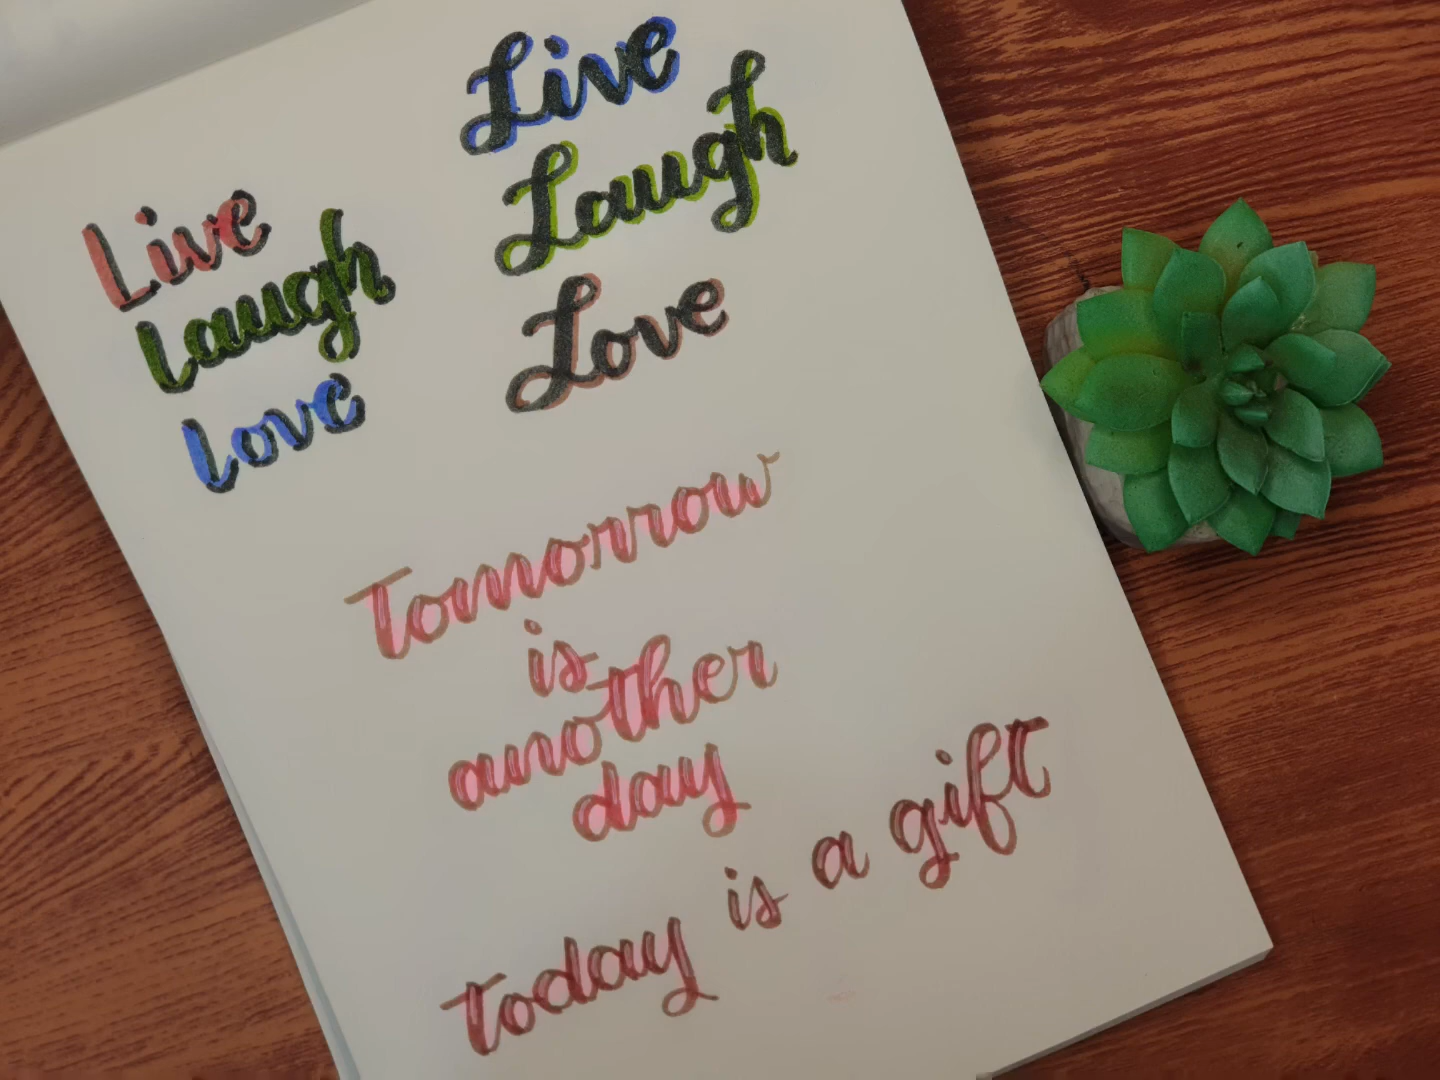 Live
Laugh
Love
Live
Laugh
Love
Tomorrow
is
another
day
today is a gift